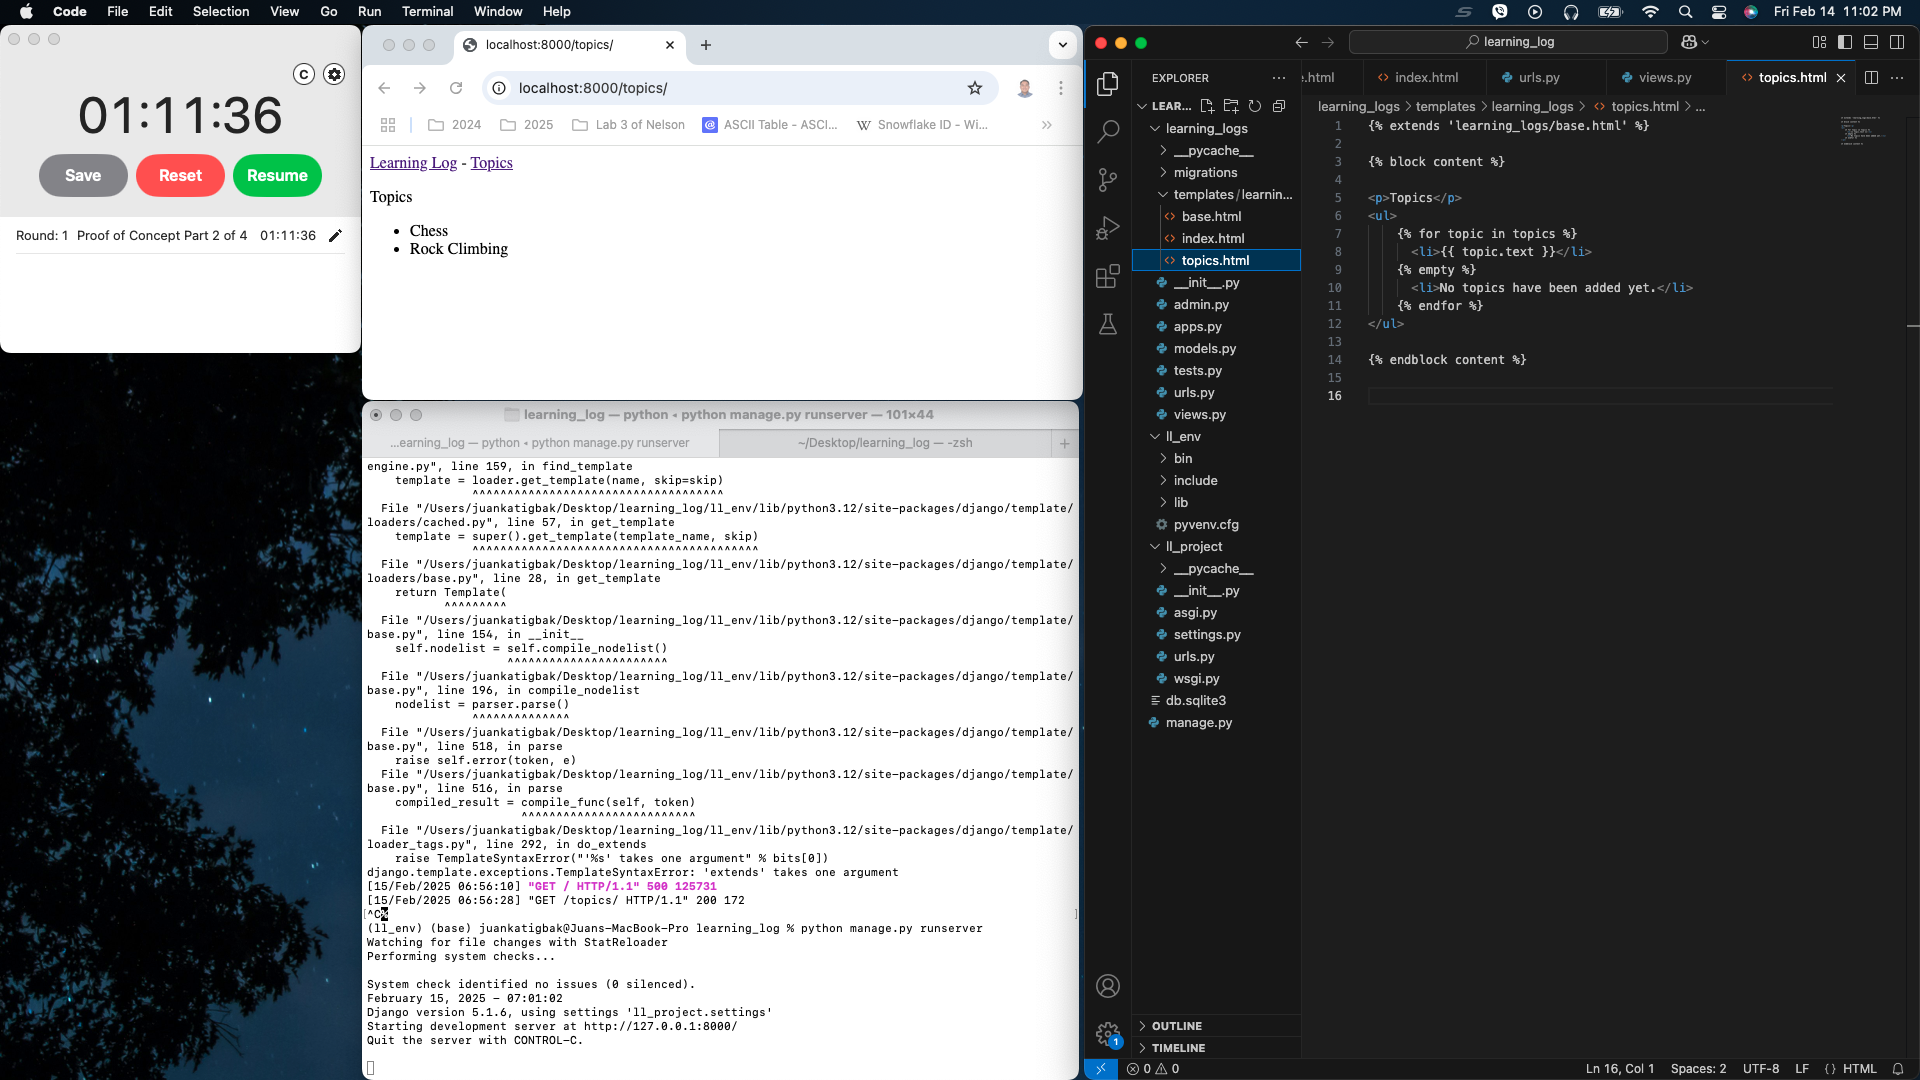 Code File Edit Selection View Go Run Terminal Window Help
Fri Feb 14 11:02 PM
C
01:11:36
Save Reset Resume
Round: 1 Proof of Concept Part 2 of 4 01:11:36
localhost:8000/topics/
localhost:8000/topics/
2024 2025 Lab 3 of Nelson ASCII Table - ASCI... Snowflake ID - Wi...
Learning Log - Topics
Topics
Chess
Rock Climbing
learning_log — python ◂ python manage.py runserver — 101×44
...earning_log — python ◂ python manage.py runserver
~/Desktop/learning_log — -zsh
engine.py", line 159, in find_template
template = loader.get_template(name, skip=skip)
^^^^^^^^^^^^^^^^^^^^^^^^^^^^^^^^^^^^
File "/Users/juankatigbak/Desktop/learning_log/ll_env/lib/python3.12/site-packages/django/template/
loaders/cached.py", line 57, in get_template
template = super().get_template(template_name, skip)
^^^^^^^^^^^^^^^^^^^^^^^^^^^^^^^^^^^^^^^^^
File "/Users/juankatigbak/Desktop/learning_log/ll_env/lib/python3.12/site-packages/django/template/
loaders/base.py", line 28, in get_template
return Template(
^^^^^^^^^
File "/Users/juankatigbak/Desktop/learning_log/ll_env/lib/python3.12/site-packages/django/template/
base.py", line 154, in __init__
self.nodelist = self.compile_nodelist()
^^^^^^^^^^^^^^^^^^^^^^^
File "/Users/juankatigbak/Desktop/learning_log/ll_env/lib/python3.12/site-packages/django/template/
base.py", line 196, in compile_nodelist
nodelist = parser.parse()
^^^^^^^^^^^^^^
File "/Users/juankatigbak/Desktop/learning_log/ll_env/lib/python3.12/site-packages/django/template/
base.py", line 518, in parse
raise self.error(token, e)
File "/Users/juankatigbak/Desktop/learning_log/ll_env/lib/python3.12/site-packages/django/template/
base.py", line 516, in parse
compiled_result = compile_func(self, token)
^^^^^^^^^^^^^^^^^^^^^^^^^
File "/Users/juankatigbak/Desktop/learning_log/ll_env/lib/python3.12/site-packages/django/template/
loader_tags.py", line 292, in do_extends
raise TemplateSyntaxError("'%s' takes one argument" % bits[0])
django.template.exceptions.TemplateSyntaxError: 'extends' takes one argument
[15/Feb/2025 06:56:10] "GET / HTTP/1.1" 500 125731
[15/Feb/2025 06:56:28] "GET /topics/ HTTP/1.1" 200 172
^C%
(ll_env) (base) juankatigbak@Juans-MacBook-Pro learning_log % python manage.py runserver
Watching for file changes with StatReloader
Performing system checks...
System check identified no issues (0 silenced).
February 15, 2025 - 07:01:02
Django version 5.1.6, using settings 'll_project.settings'
Starting development server at http://127.0.0.1:8000/
Quit the server with CONTROL-C.
learning_log
EXPLORER
LEAR...
learning_logs
__pycache__
migrations
templates/learnin...
base.html
index.html
topics.html
__init__.py
admin.py
apps.py
models.py
tests.py
urls.py
views.py
ll_env
bin
include
lib
pyvenv.cfg
ll_project
__pycache__
__init__.py
asgi.py
settings.py
urls.py
wsgi.py
db.sqlite3
manage.py
OUTLINE
TIMELINE
1
e.html index.html urls.py views.py topics.html
learning_logs > templates > learning_logs > topics.html > ...
1 {% extends 'learning_logs/base.html' %}
2
3 {% block content %}
4
5 <p>Topics</p>
6 <ul>
7 {% for topic in topics %}
8 <li>{{ topic.text }}</li>
9 {% empty %}
10 <li>No topics have been added yet.</li>
11 {% endfor %}
12 </ul>
13
14 {% endblock content %}
15
16
0 0 Ln 16, Col 1 Spaces: 2 UTF-8 LF {} HTML